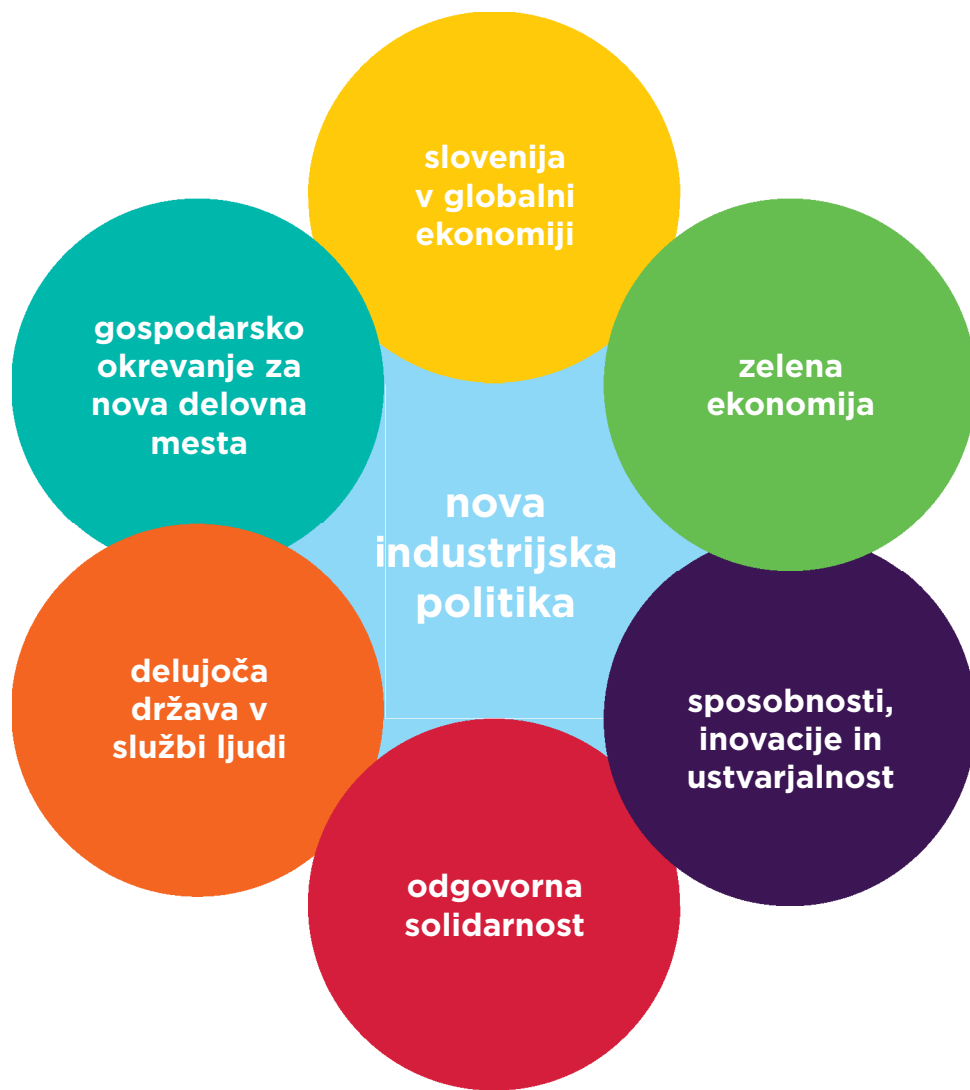 slovenija
v globalni
ekonomiji
gospodarsko
okrevanje za
nova delovna
mesta
zelena
ekonomija
nova
industrijska
politika
delujoča
država v
službi ljudi
sposobnosti,
inovacije in
ustvarjalnost
odgovorna
solidarnost